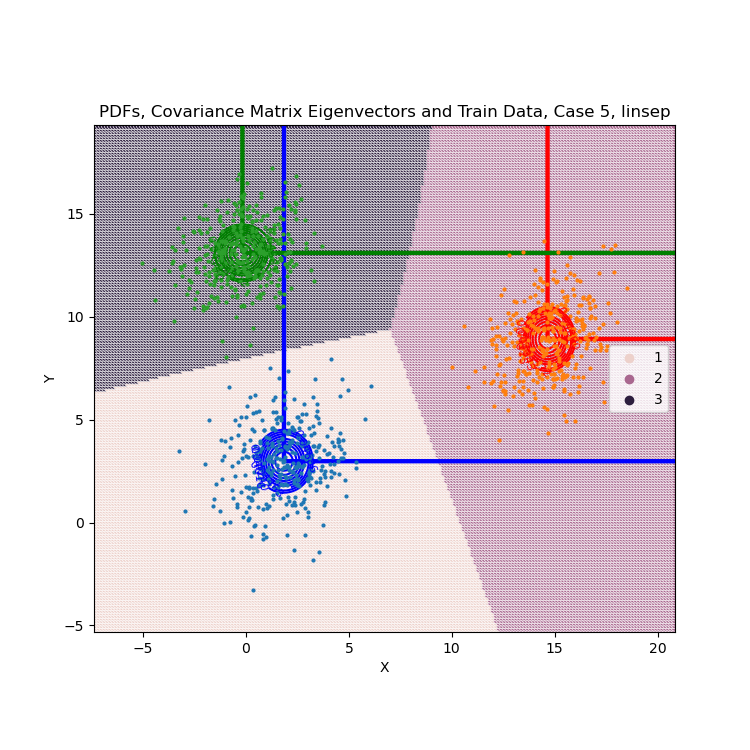 PDFs, Covariance Matrix Eigenvectors and Train Data, Case 5, linsep
Y
15
10
5
0
−5
1
2
3
−5 0 5 10 15 20
X